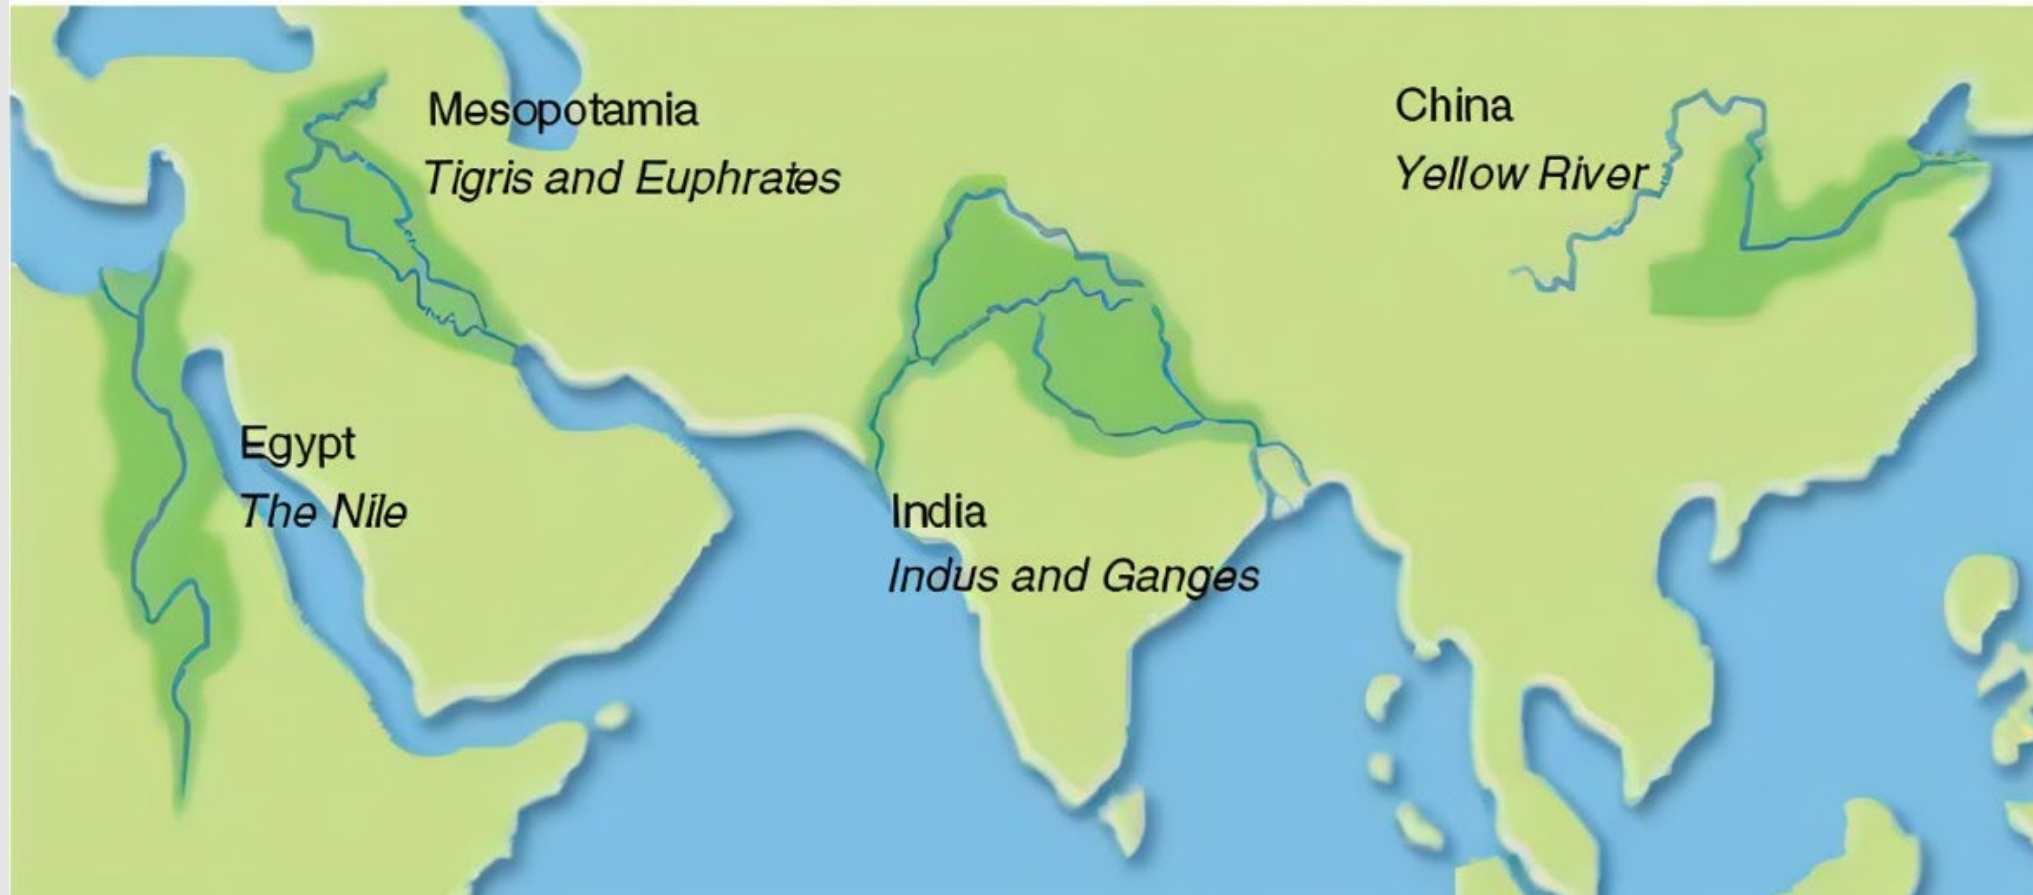 Mesopotamia
Tigris and Euphrates
China
Yellow River
Egypt
The Nile
India
Indus and Ganges